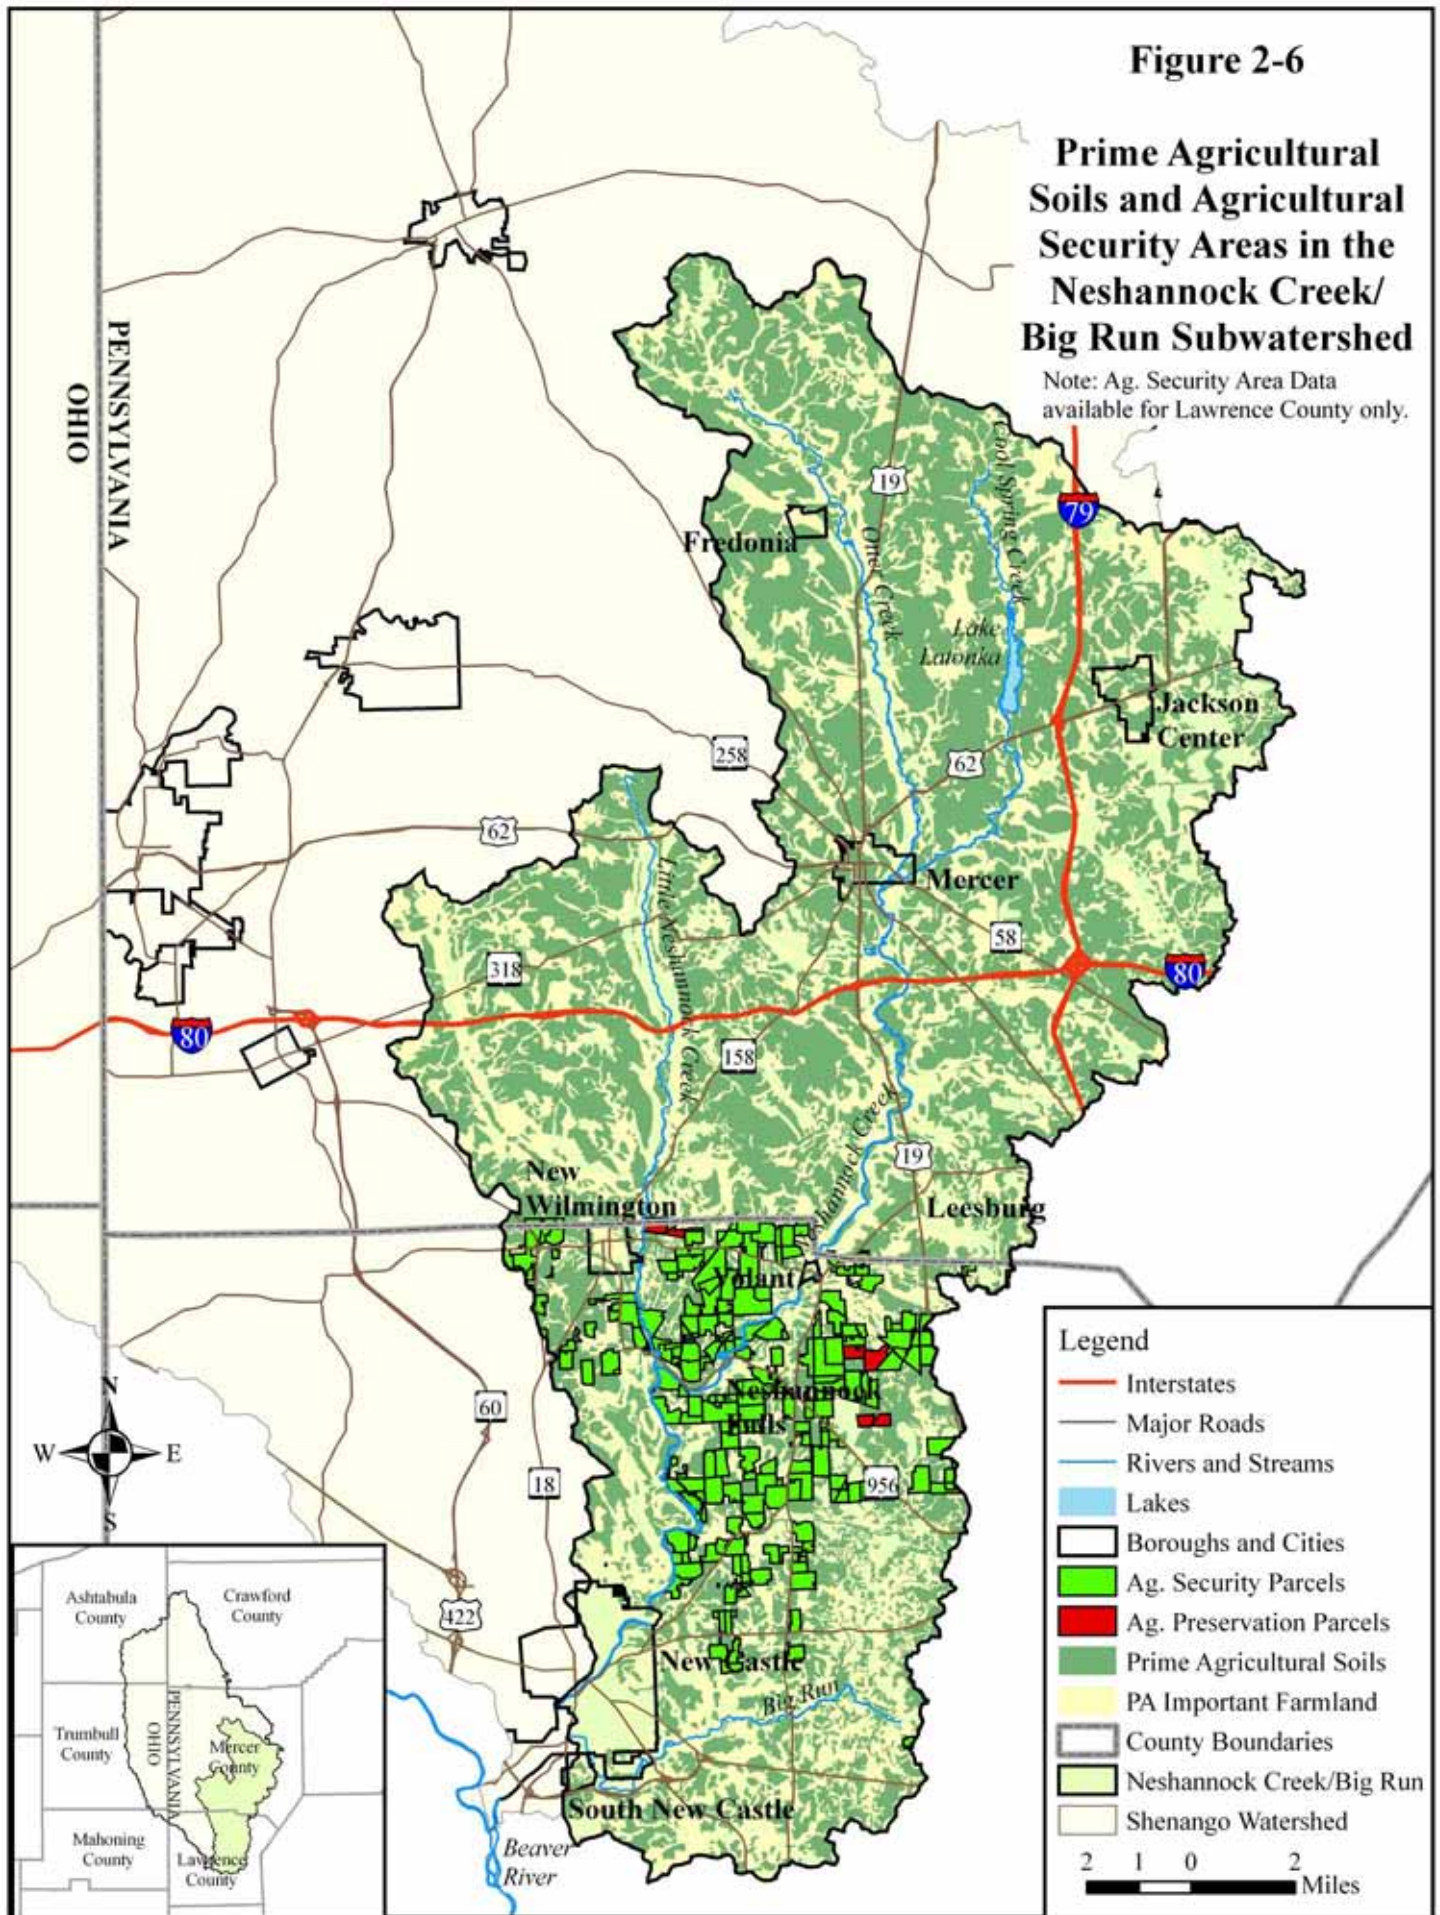 Figure 2-6
Prime Agricultural
Soils and Agricultural
Security Areas in the
Neshannock Creek/
Big Run Subwatershed
Note: Ag. Security Area Data
available for Lawrence County only.
PENNSYLVANIA
OHIO
19
Cool Spring Creek
79
Fredonia
Otter Creek
Lake
Latonka
Jackson
Center
258
62
62
Mercer
Little Neshannock Creek
58
318
80
80
158
Neshannock Creek
19
New
Wilmington
Leesburg
Volant
Neshannock
Falls
60
18
956
422
New Castle
Big Run
South New Castle
Beaver
River
N
W
E
S
Ashtabula
County
Crawford
County
Trumbull
County
OHIO
PENNSYLVANIA
Mercer
County
Mahoning
County
Lawrence
County
Legend
Interstates
Major Roads
Rivers and Streams
Lakes
Boroughs and Cities
Ag. Security Parcels
Ag. Preservation Parcels
Prime Agricultural Soils
PA Important Farmland
County Boundaries
Neshannock Creek/Big Run
Shenango Watershed
2 1 0 2
Miles